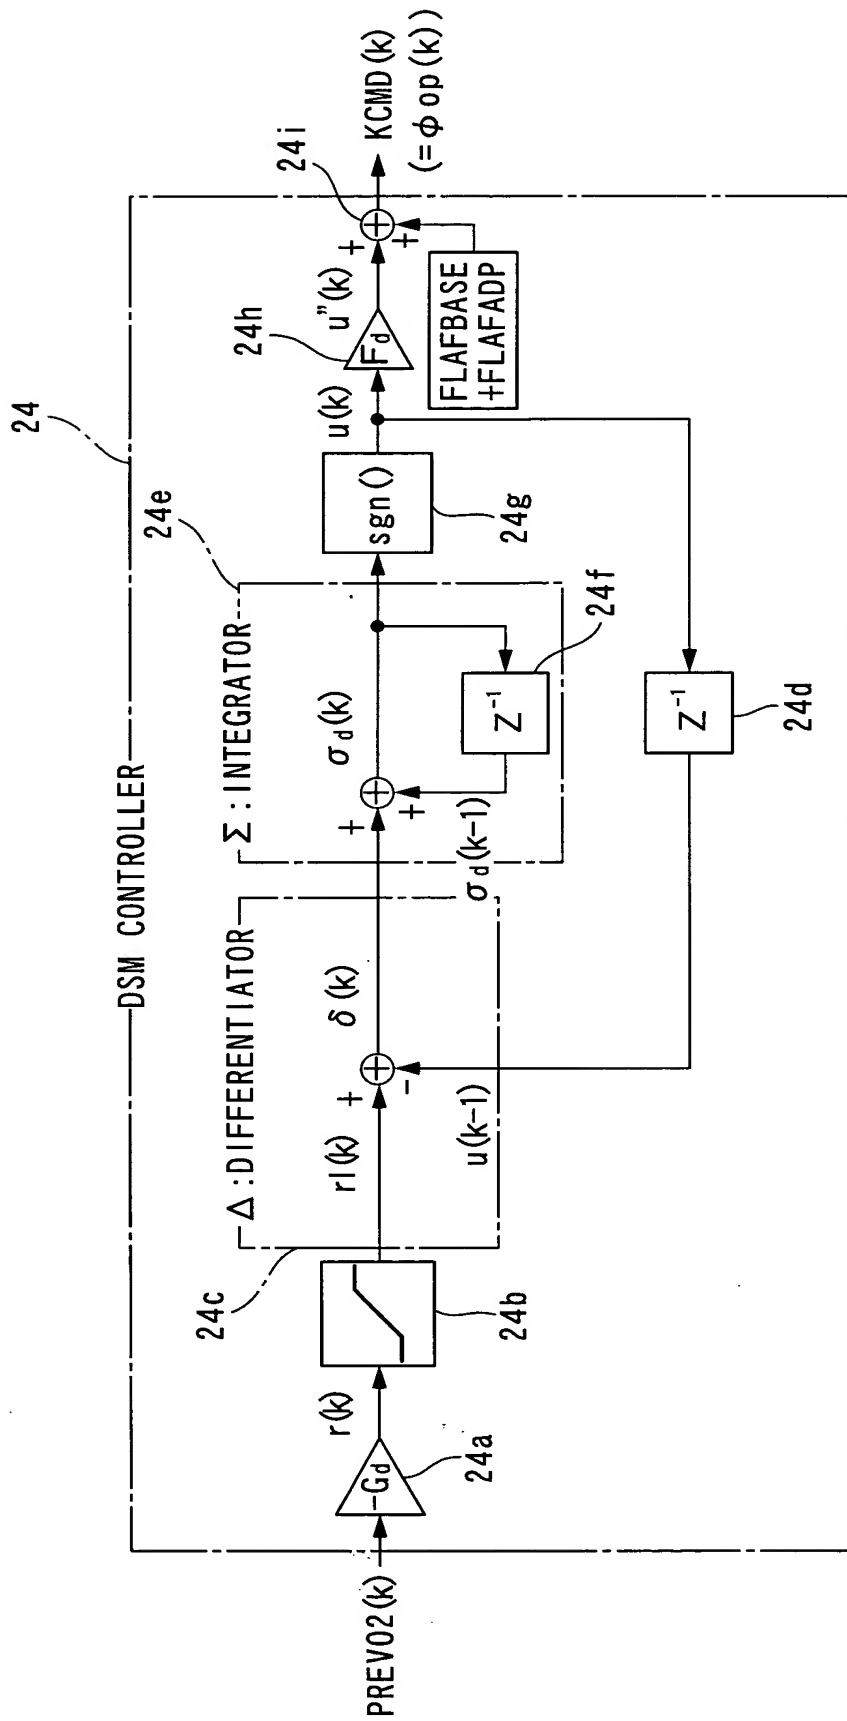 24
DSM CONTROLLER
24c
Δ:DIFFERENTIATOR
Σ:INTEGRATOR
24e
24h
24i
PREVO2(k)
-Gd
24a
r(k)
24b
rl(k)
+
-
u(k-1)
δ(k)
+
+
σd(k-1)
σd(k)
Z-1
24f
sgn()
24g
u(k)
Fd
u"(k)
+
+
FLAFBASE
+FLAFADP
KCMD(k)
(=φop(k))
Z-1
24d